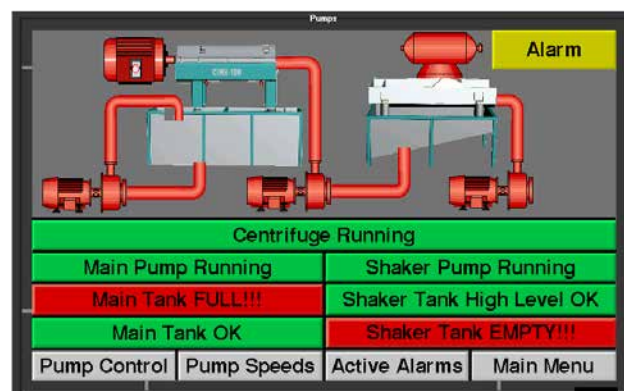 Pumps
Alarm
Centrifuge Running
Main Pump Running
Shaker Pump Running
Main Tank FULL!!!
Shaker Tank High Level OK
Main Tank OK
Shaker Tank EMPTY!!!
Pump Control
Pump Speeds
Active Alarms
Main Menu